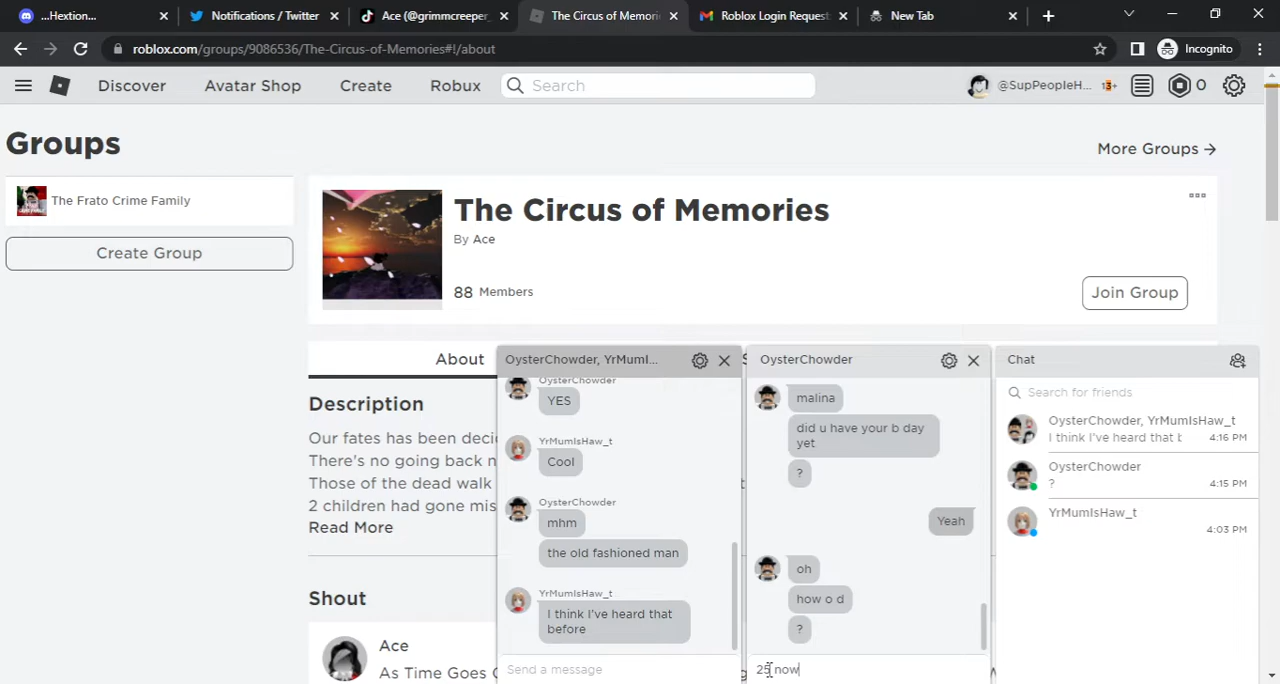 ...Hextion...
Notifications / Twitter
Ace (@grimmcreeper_
The Circus of Memori
Roblox Login Request
New Tab
roblox.com/groups/9086536/The-Circus-of-Memories#!/about
Incognito
Discover
Avatar Shop
Create
Robux
Search
@SupPeopleH...
13+
0
Groups
More Groups
The Frato Crime Family
Create Group
The Circus of Memories
By Ace
88 Members
Join Group
About
Description
Our fates has been deci
There's no going back n
Those of the dead walk
2 children had gone mis
Read More
Shout
Ace
As Time Goes
OysterChowder, YrMumI...
OysterChowder
YES
YrMumIsHaw_t
Cool
OysterChowder
mhm
the old fashioned man
YrMumIsHaw_t
I think I've heard that
before
Send a message
OysterChowder
malina
did u have your b day
yet
?
Yeah
oh
how o d
?
25 now
Chat
Search for friends
OysterChowder, YrMumIsHaw_t
I think I've heard that b
4:16 PM
OysterChowder
?
4:15 PM
YrMumIsHaw_t
4:03 PM